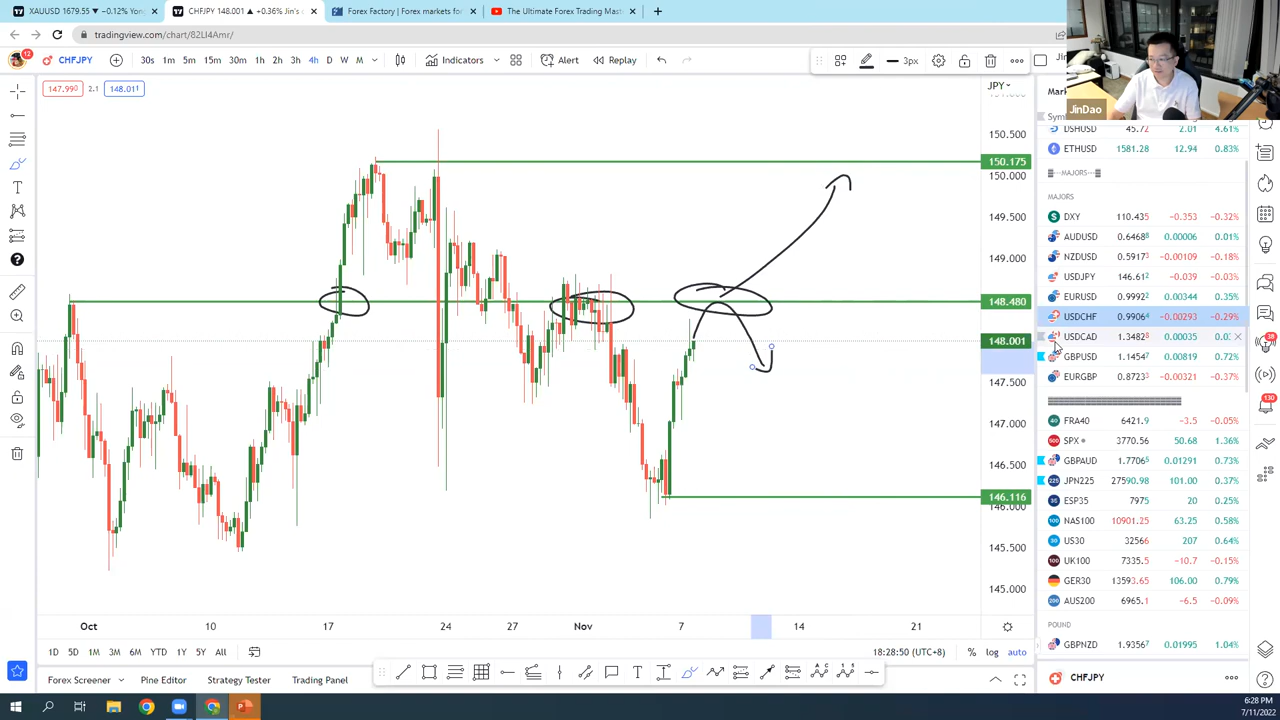 XAUUSD 1679.55 ▼ −0.12% Yong
CHFJPY 148.001 ▲ +0.36% Jin's c
Forex Factory | Forex markets for
The Ultimate Forex Trading Mast
tradingview.com/chart/82LI4Amr/
12
CHFJPY
30s 1m 5m 15m 30m 1h 2h 3h 4h D W M
Indicators
Alert
Replay
3px
JinDao
147.990 2.1 148.011
JPY
151.000
150.500
150.175
150.000
149.500
149.000
148.480
148.001
147.500
147.000
146.500
146.116
146.000
145.500
145.000
Oct 10 17 24 27 Nov 7 14 21
1D 5D 1M 3M 6M YTD 1Y 5Y All
18:28:50 (UTC+8)
% log auto
Forex Screener
Pine Editor
Strategy Tester
Trading Panel
DSHUSD 45.72 2.01 4.61%
ETHUSD 1581.28 12.94 0.83%
MAJORS
MAJORS
DXY 110.435 −0.353 −0.32%
AUDUSD 0.64688 0.00006 0.01%
NZDUSD 0.59173 −0.00109 −0.18%
USDJPY 146.612 −0.039 −0.03%
EURUSD 0.99922 0.00344 0.35%
USDCHF 0.99064 −0.00293 −0.29%
USDCAD 1.34828 0.00035
GBPUSD 1.15457 0.00819 0.72%
EURGBP 0.87233 −0.00321 −0.37%
FRA40 6421.9 −3.5 −0.05%
SPX 3770.56 50.68 1.36%
GBPAUD 1.77065 0.01291 0.73%
JPN225 27590.98 101.00 0.37%
ESP35 7975 20 0.25%
NAS100 10901.25 63.25 0.58%
US30 32566 207 0.64%
UK100 7335.5 −10.7 −0.15%
GER30 13593.65 106.00 0.79%
AUS200 6965.1 −6.5 −0.09%
POUND
GBPNZD 1.93567 0.01995 1.04%
CHFJPY
38
130
6:28 PM
7/11/2022